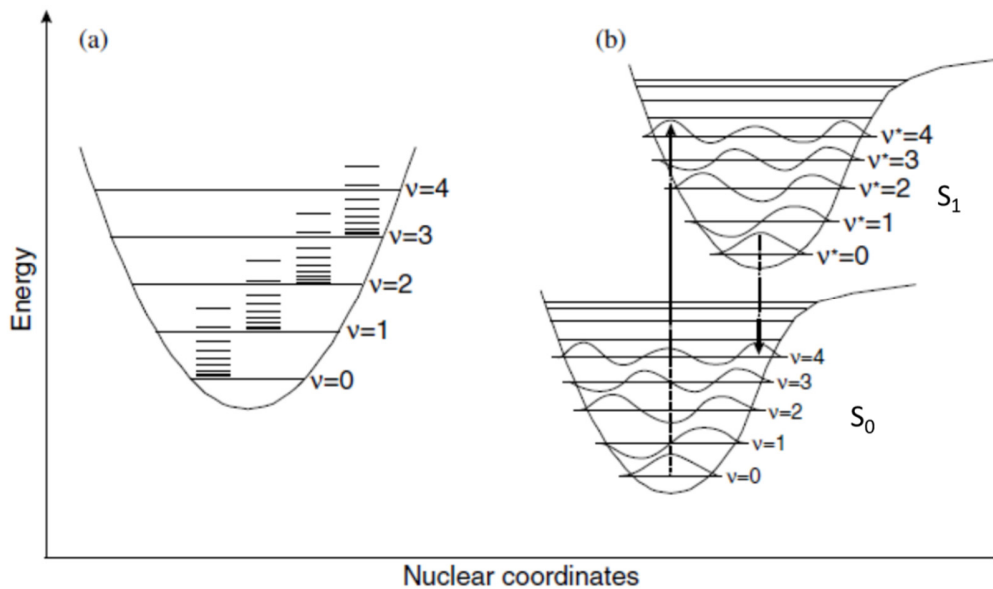 (a)
(b)
Energy
ν=4
ν=3
ν=2
ν=1
ν=0
ν*=4
ν*=3
ν*=2
ν*=1
ν*=0
S₁
ν=4
ν=3
ν=2
ν=1
ν=0
S₀
Nuclear coordinates